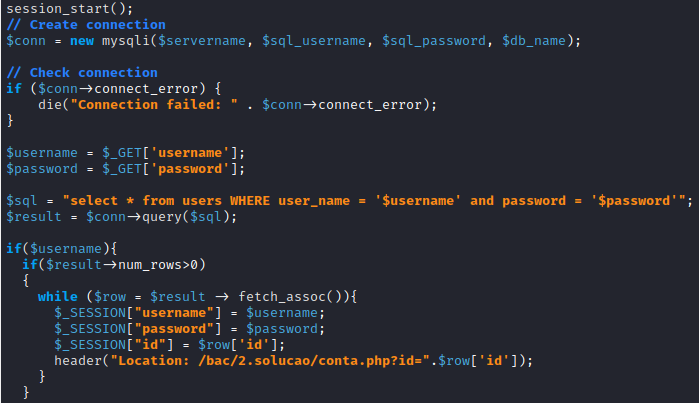 session_start();
// Create connection
$conn = new mysqli($servername, $sql_username, $sql_password, $db_name);
// Check connection
if ($conn→connect_error) {
die("Connection failed: " . $conn→connect_error);
}
$username = $_GET['username'];
$password = $_GET['password'];
$sql = "select * from users WHERE user_name = '$username' and password = '$password'";
$result = $conn→query($sql);
if($username){
if($result→num_rows>0)
{
while ($row = $result → fetch_assoc()){
$_SESSION["username"] = $username;
$_SESSION["password"] = $password;
$_SESSION["id"] = $row['id'];
header("Location: /bac/2.solucao/conta.php?id=".$row['id']);
}
}